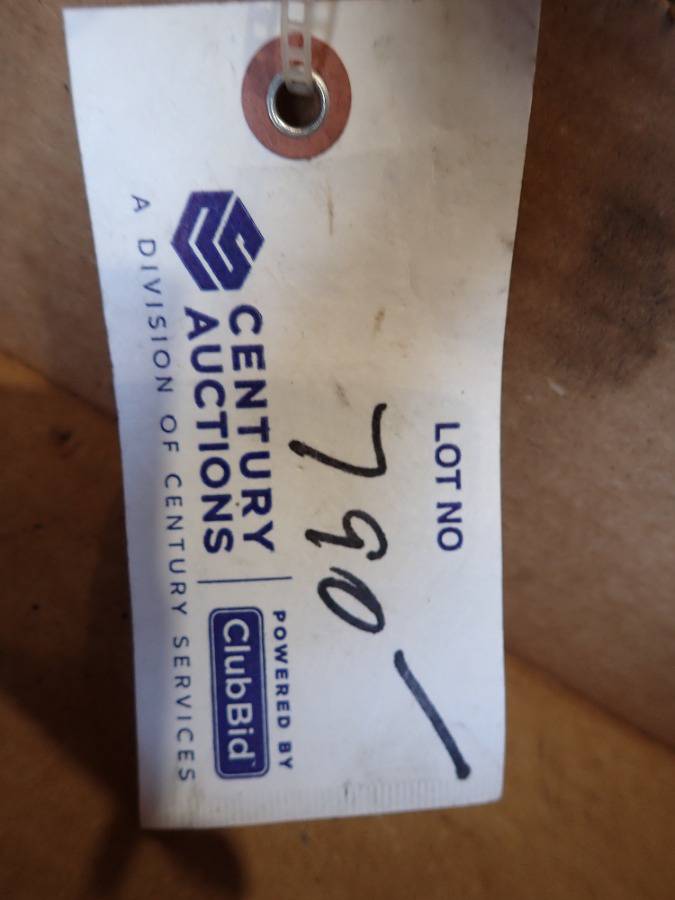 LOT NO
790
CENTURY
AUCTIONS
POWERED BY
ClubBid
A DIVISION OF CENTURY SERVICES